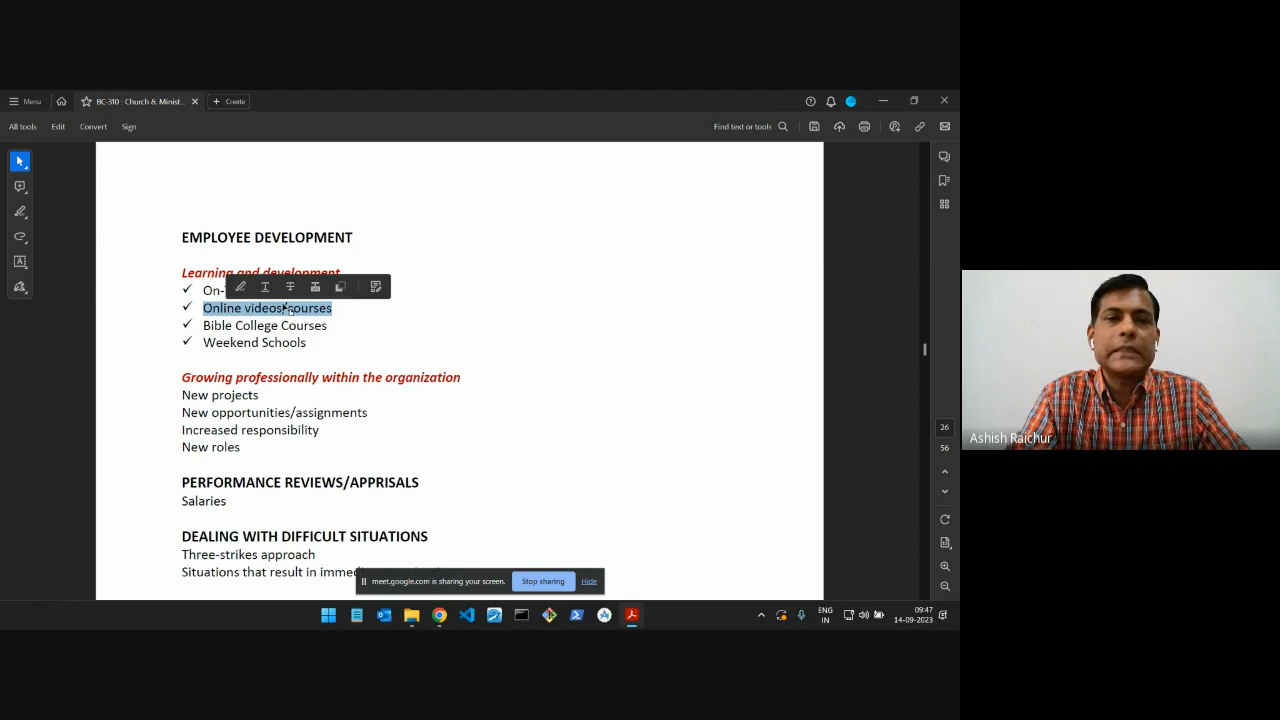 Menu
BC-310 : Church & Minist...
Create
All tools
Edit
Convert
Sign
Find text or tools
EMPLOYEE DEVELOPMENT
Learning and development
On-
Online videos/courses
Bible College Courses
Weekend Schools
Growing professionally within the organization
New projects
New opportunities/assignments
Increased responsibility
New roles
PERFORMANCE REVIEWS/APPRISALS
Salaries
DEALING WITH DIFFICULT SITUATIONS
Three-strikes approach
Situations that result in
meet.google.com is sharing your screen.
Stop sharing
Hide
26
56
Ashish Raichur
ENG
IN
09:47
14-09-2023